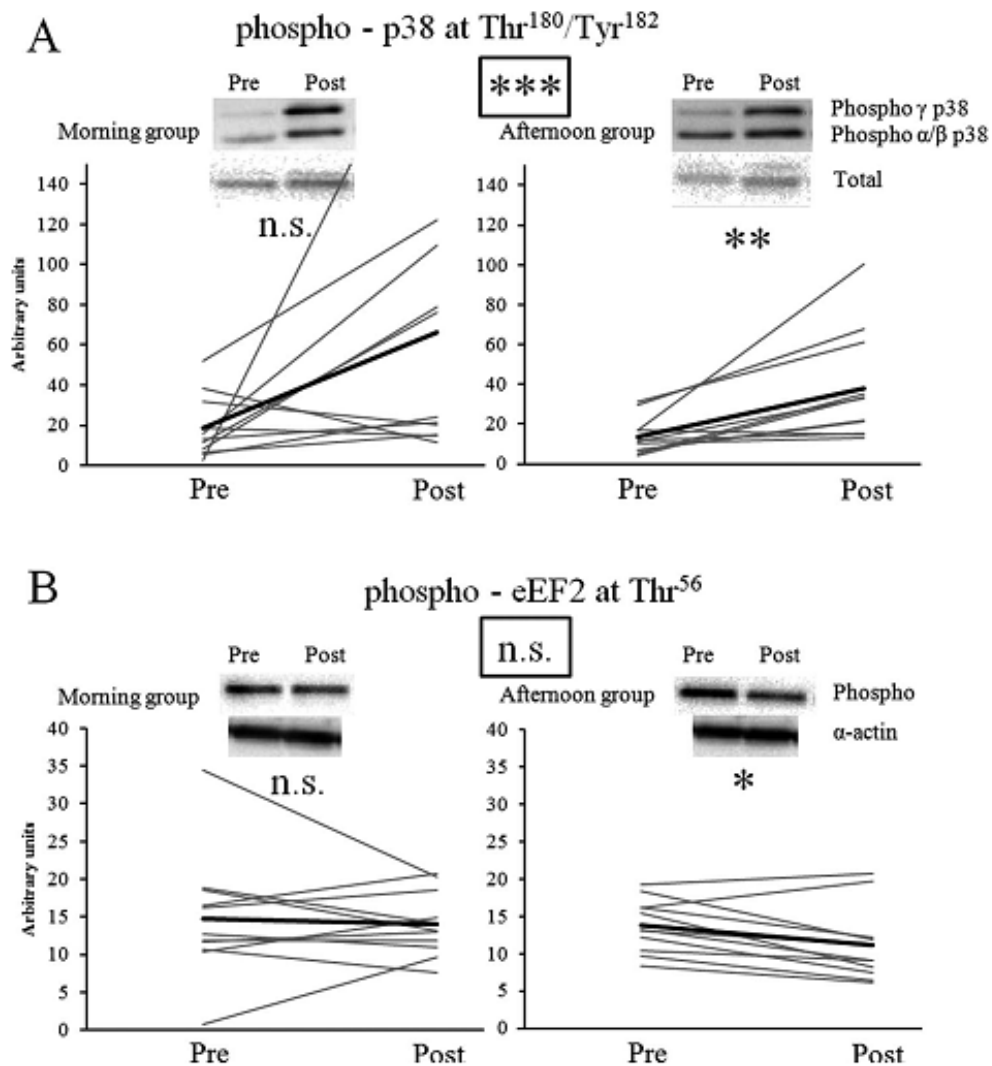 A
phospho - p38 at Thr180/Tyr182
Pre Post
***
Pre Post
Morning group
Afternoon group
Phospho γ p38
Phospho α/β p38
Total
n.s.
**
Arbitrary units
140
120
100
80
60
40
20
0
Pre Post
140
120
100
80
60
40
20
0
Pre Post
B
phospho - eEF2 at Thr56
n.s.
Pre Post
Pre Post
Morning group
Afternoon group
Phospho
α-actin
n.s.
*
Arbitrary units
40
35
30
25
20
15
10
5
0
Pre Post
40
35
30
25
20
15
10
5
0
Pre Post